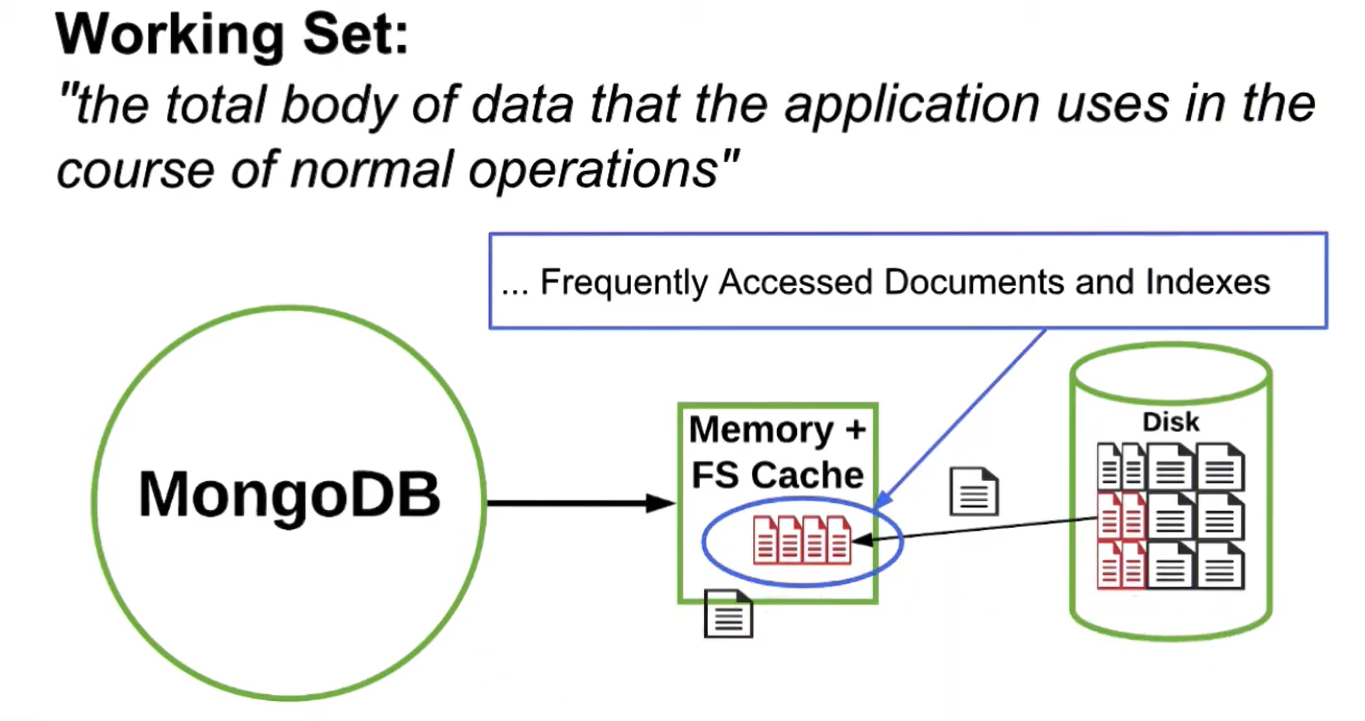 Working Set:
"the total body of data that the application uses in the
course of normal operations"
... Frequently Accessed Documents and Indexes
MongoDB
Memory +
FS Cache
Disk